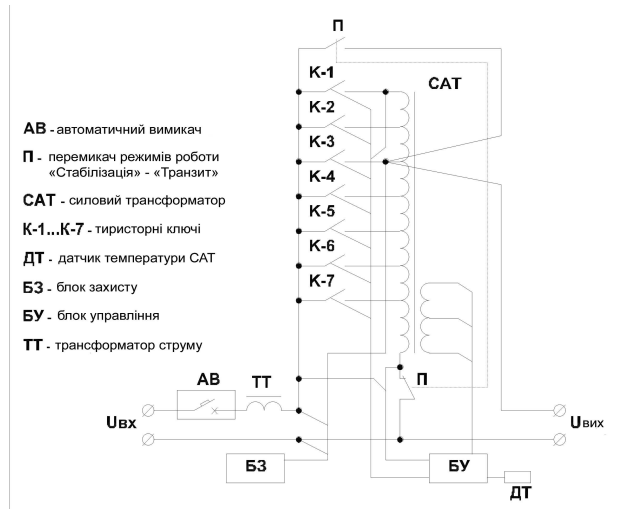 П
К-1
САТ
К-2
К-3
К-4
К-5
К-6
К-7
АВ - автоматичний вимикач
П - перемикач режимів роботи
«Стабілізація» - «Транзит»
САТ - силовий трансформатор
К-1...К-7 - тиристорні ключі
ДТ - датчик температури САТ
БЗ - блок захисту
БУ - блок управління
ТТ - трансформатор струму
АВ
ТТ
П
Uвх
Uвих
БЗ
БУ
ДТ